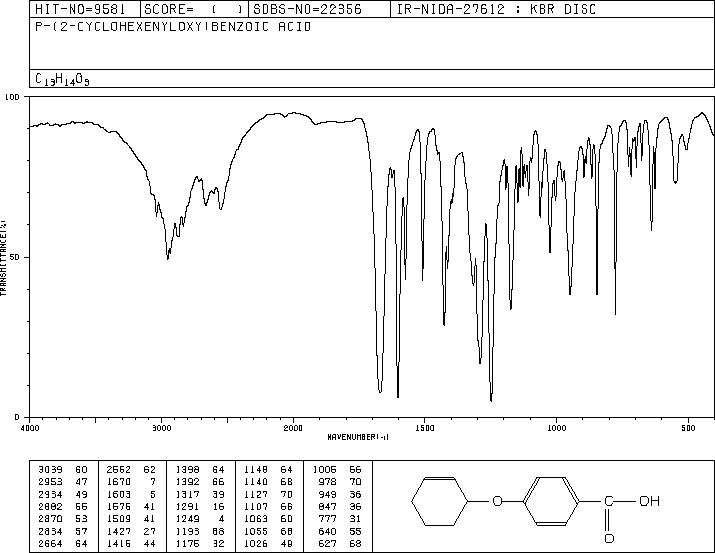 HIT-NO=9581 SCORE= ( ) SDBS-NO=22356 IR-NIDA-27612 : KBR DISC
P-(2-CYCLOHEXENYLOXY)BENZOIC ACID
C13H14O3
100
50
0
TRANSMITTANCE(%)
4000 3000 2000 1500 1000 500
WAVENUMBER(-1)
3039 60 2552 62 1398 64 1148 64 1006 66
2953 47 1670 7 1392 66 1140 68 978 70
2934 49 1603 5 1317 39 1127 70 949 36
2882 55 1576 41 1291 16 1107 66 847 36
2870 53 1509 41 1249 4 1063 60 777 31
2834 57 1427 27 1193 68 1055 68 640 55
2664 64 1415 44 1175 32 1026 49 627 68
O C OH
O